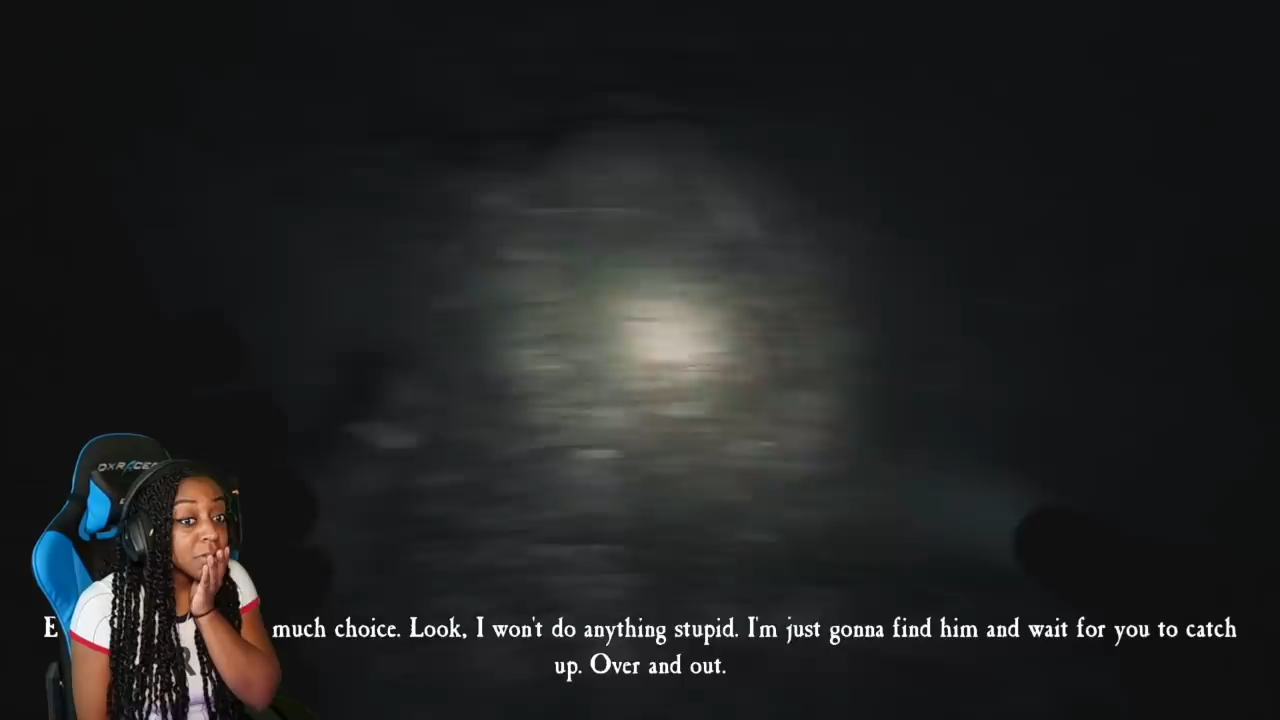 DXRACER
E much choice. Look, I won't do anything stupid. I'm just gonna find him and wait for you to catch
up. Over and out.